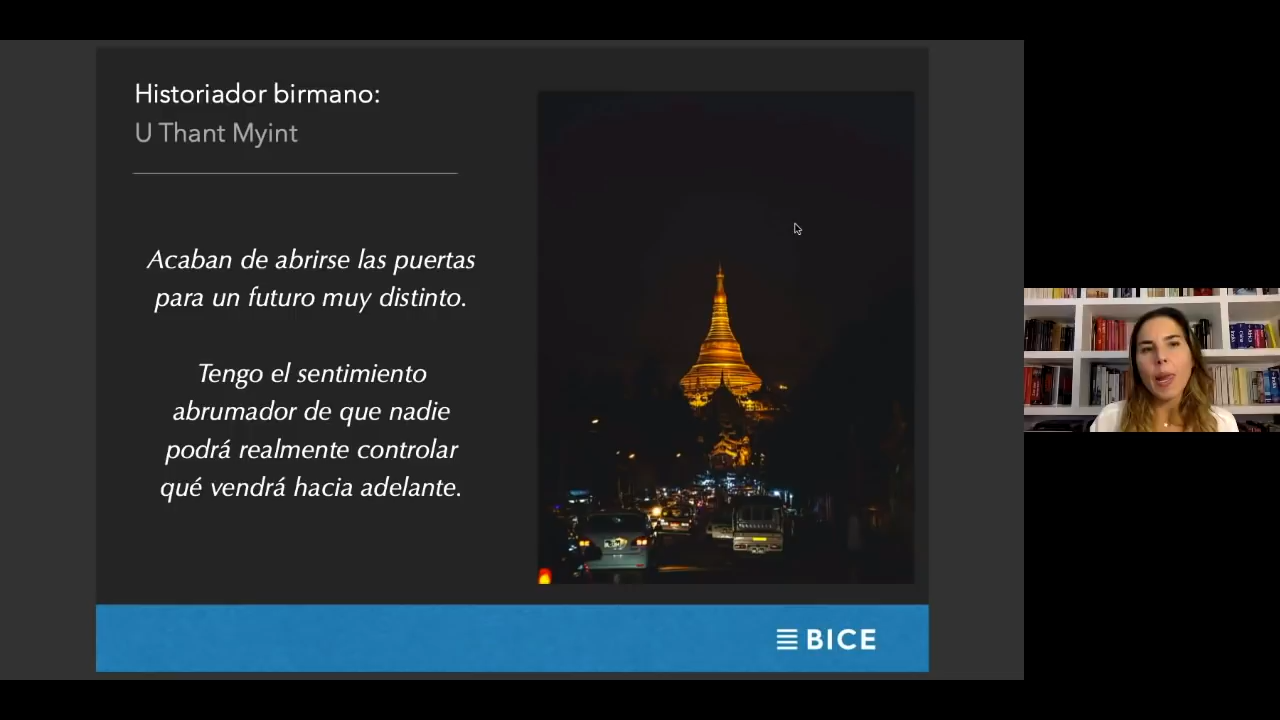 Historiador birmano:
U Thant Myint
Acaban de abrirse las puertas
para un futuro muy distinto.
Tengo el sentimiento
abrumador de que nadie
podrá realmente controlar
qué vendrá hacia adelante.
BICE